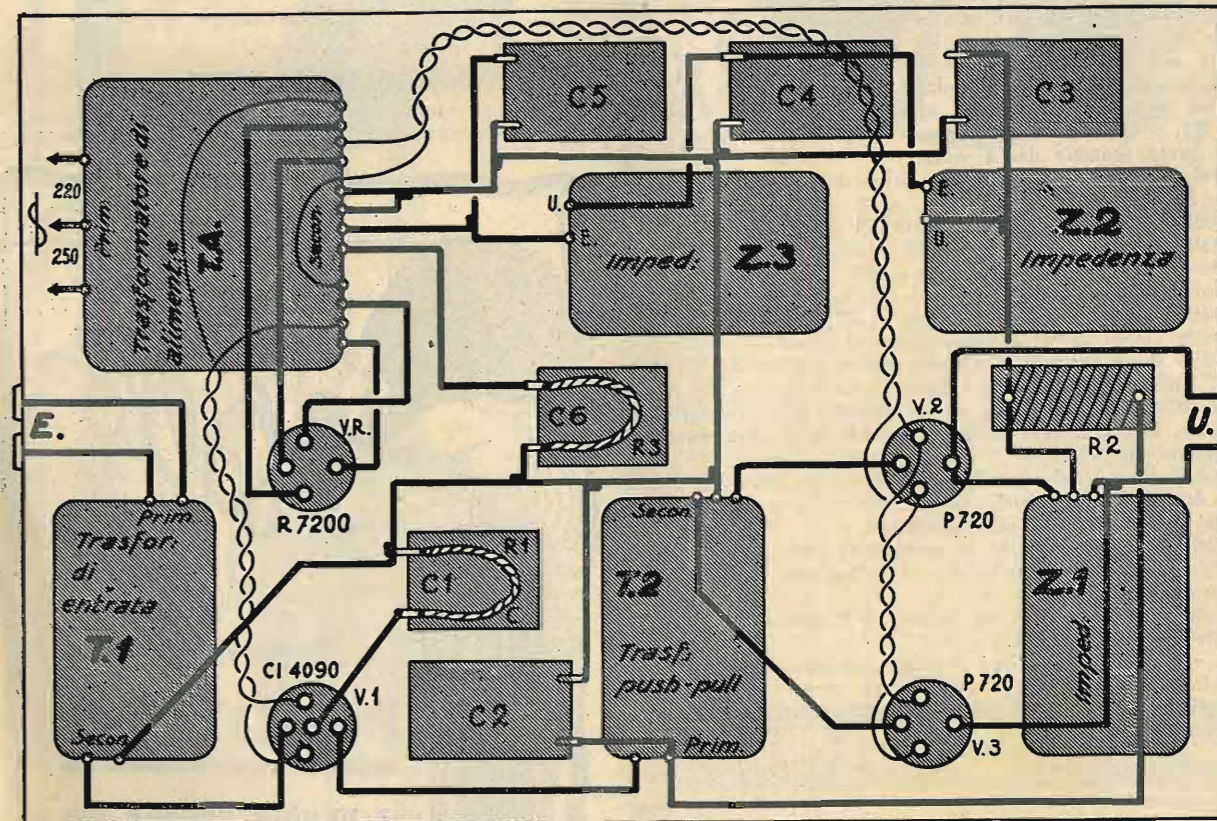 220
250
Prim.
Trasformatore di
aliment:e
T.A.
Secon.
C5
C4
C3
U.
E.
Imped:
Z.3
E.
U.
Z.2
Impedenza
E.
V.R.
R 7200
C6
R3
V.2
P720
R2
U.
Prim.
Trasfor.
di
entrata
T.1
Secon
C1
R1
C
CI 4090
V.1
C2
Secon.
T.2
Trasf:
push-pull
Prim.
P720
V.3
Z.1
imped.